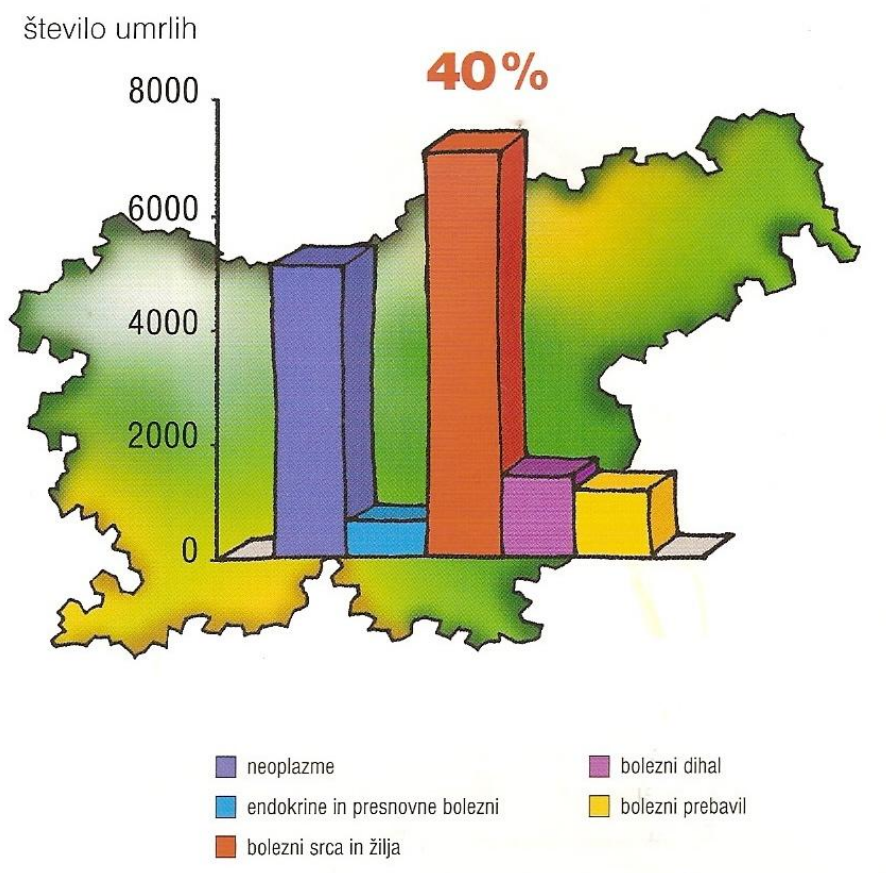 število umrlih
40%
8000
6000
4000
2000
0
neoplazme
endokrine in presnovne bolezni
bolezni srca in žilja
bolezni dihal
bolezni prebavil